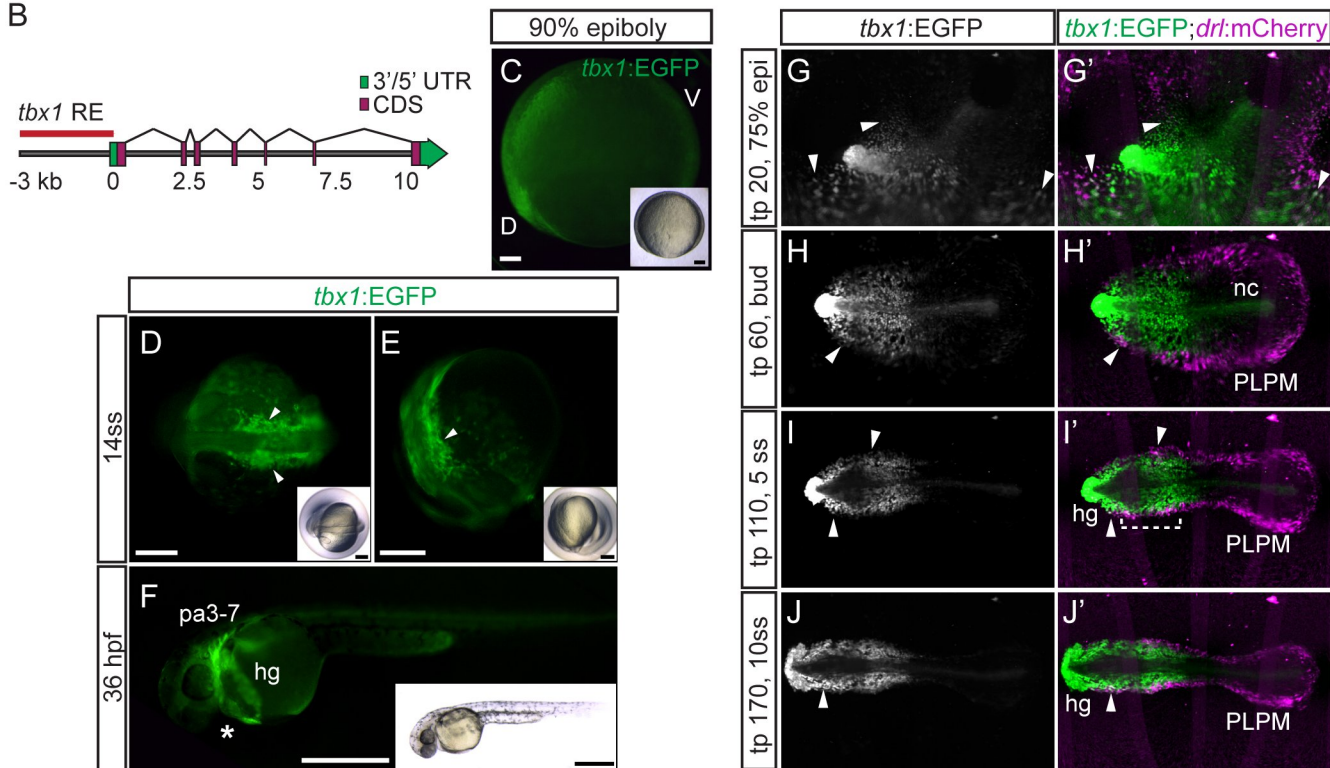 B
3'/5' UTR
CDS
tbx1 RE
-3 kb 0 2.5 5 7.5 10
90% epiboly
C
tbx1:EGFP
V
D
tbx1:EGFP
14ss
D
E
36 hpf
F
pa3-7
hg
*
tbx1:EGFP
tbx1:EGFP;drl:mCherry
tp 20, 75% epi
G
G'
tp 60, bud
H
H'
nc
PLPM
tp 110, 5 ss
I
I'
hg
PLPM
tp 170, 10ss
J
J'
hg
PLPM